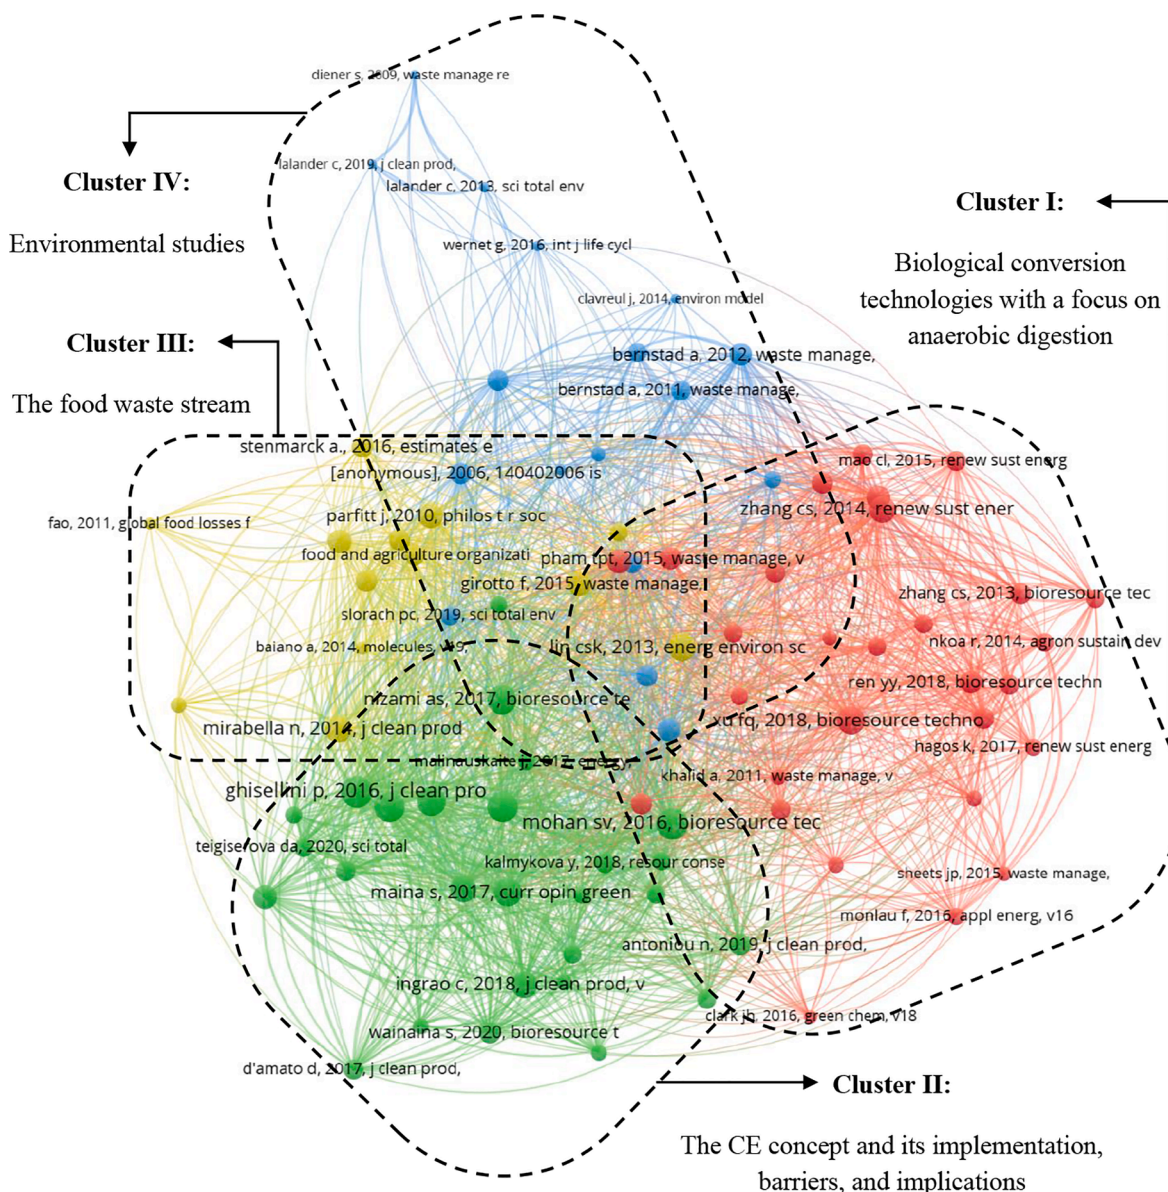 diener s, 2009, waste manage re
lalander c, 2019, j clean prod,
Cluster IV:
lalander c, 2013, sci total env
Cluster I:
Environmental studies
wernet g, 2016, int j life cycl
Biological conversion
technologies with a focus on
anaerobic digestion
clavreul j, 2014, environ model
Cluster III:
bernstad a, 2012, waste manage,
bernstad a, 2011, waste manage,
The food waste stream
stenmarck a., 2016, estimates e
mao cl, 2015, renew sust energ
[anonymous], 2006, 140402006 is
zhang cs, 2014, renew sust ener
parfitt j, 2010, philos t r soc
fao, 2011, global food losses f
food and agriculture organizati
pham tpt, 2015, waste manage, v
girotto f, 2015, waste manage,
zhang cs, 2013, bioresource tec
slorach pc, 2019, sci total env
nkoa r, 2014, agron sustain dev
baiano a, 2014, molecules, v19,
lin csk, 2013, energ environ sc
ren yy, 2018, bioresource techn
nizami as, 2017, bioresource te
xu fq, 2018, bioresource techno
mirabella n, 2014, j clean prod
hagos k, 2017, renew sust energ
malinauskaite j, 2017, energy,
khalid a, 2011, waste manage, v
ghisellini p, 2016, j clean pro
mohan sv, 2016, bioresource tec
teigiserova da, 2020, sci total
kalmykova y, 2018, resour conse
sheets jp, 2015, waste manage,
maina s, 2017, curr opin green
monlau f, 2016, appl energ, v16
antoniou n, 2019, j clean prod,
ingrao c, 2018, j clean prod, v
clark jh, 2016, green chem, v18
wainaina s, 2020, bioresource t
d'amato d, 2017, j clean prod,
Cluster II:
The CE concept and its implementation,
barriers, and implications